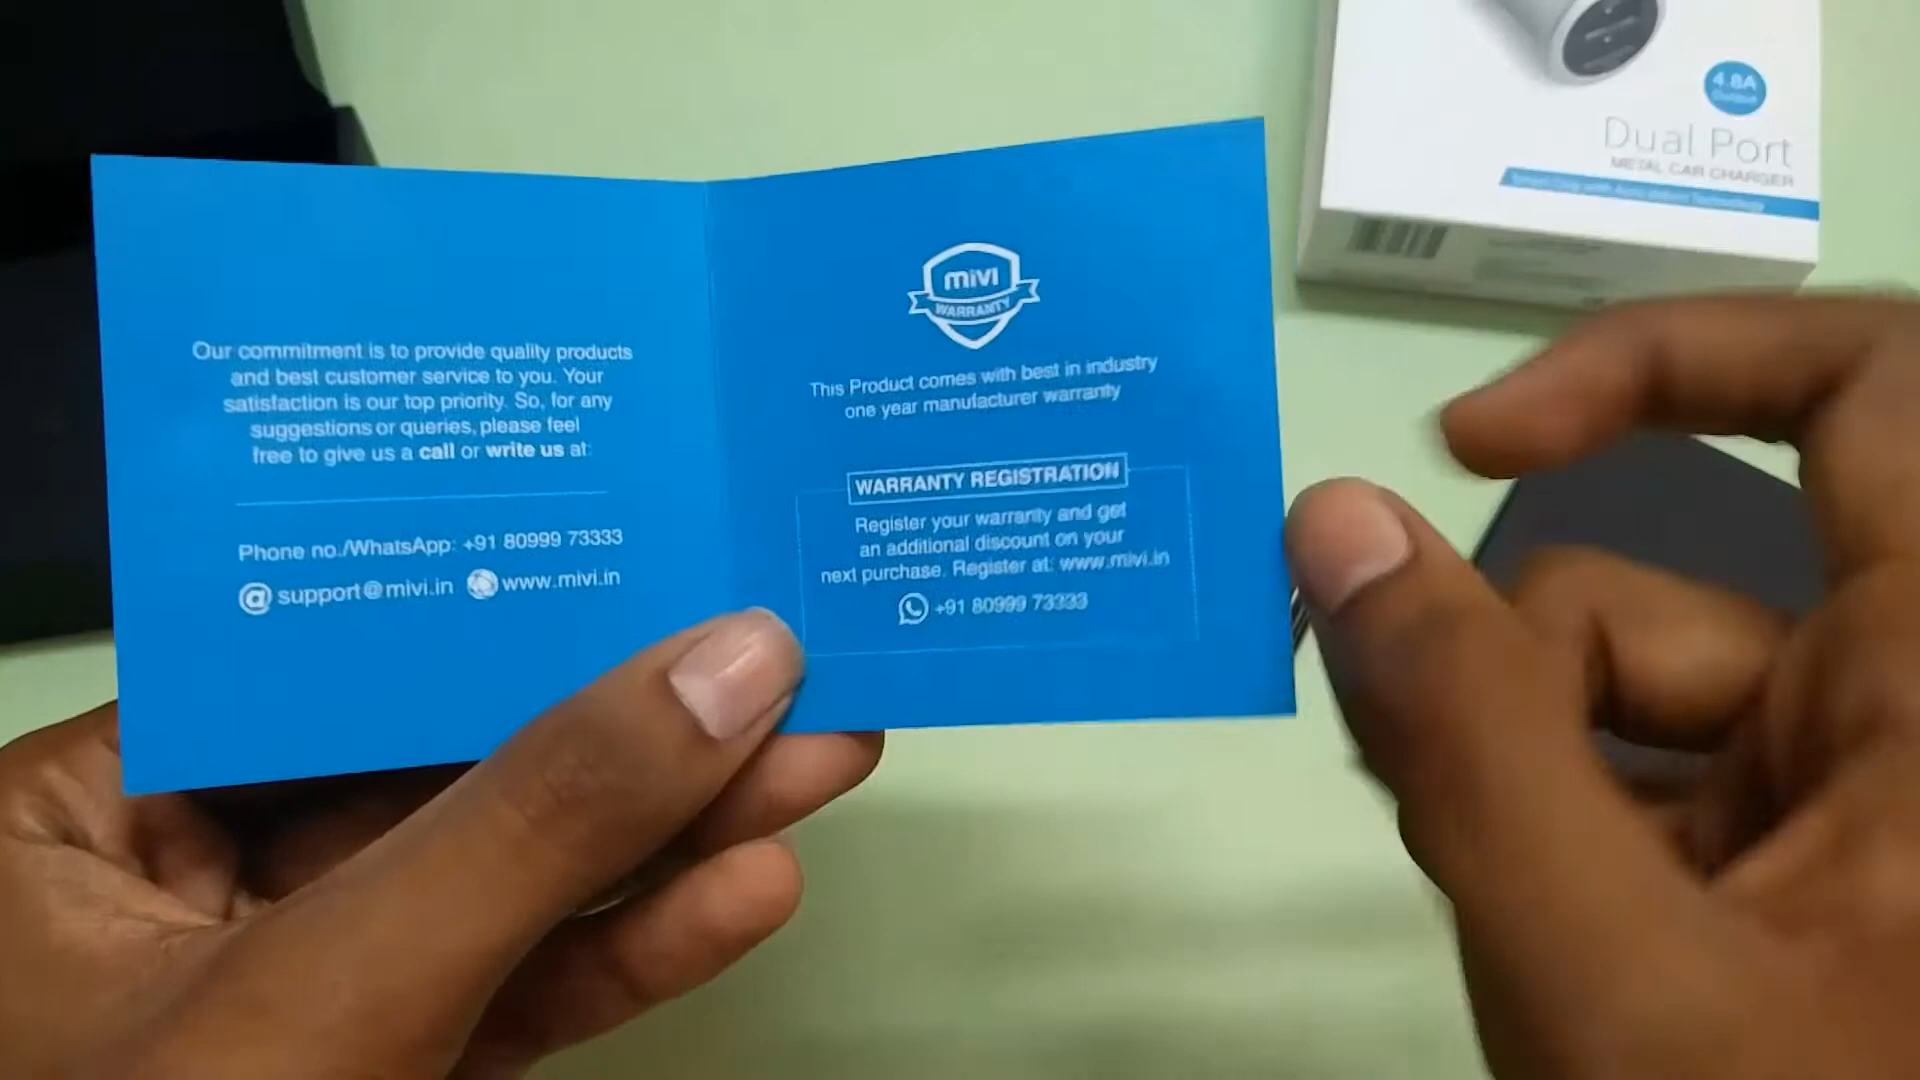 Our commitment is to provide quality products
and best customer service to you. Your
satisfaction is our top priority. So, for any
suggestions or queries, please feel
free to give us a call or write us at:
Phone no./WhatsApp: +91 80999 73333
@ support@mivi.in www.mivi.in
mivi
WARRANTY
This Product comes with best in industry
one year manufacturer warranty
WARRANTY REGISTRATION
Register your warranty and get
an additional discount on your
next purchase. Register at: www.mivi.in
+91 80999 73333
4.8A
Output
Dual Port
METAL CAR CHARGER